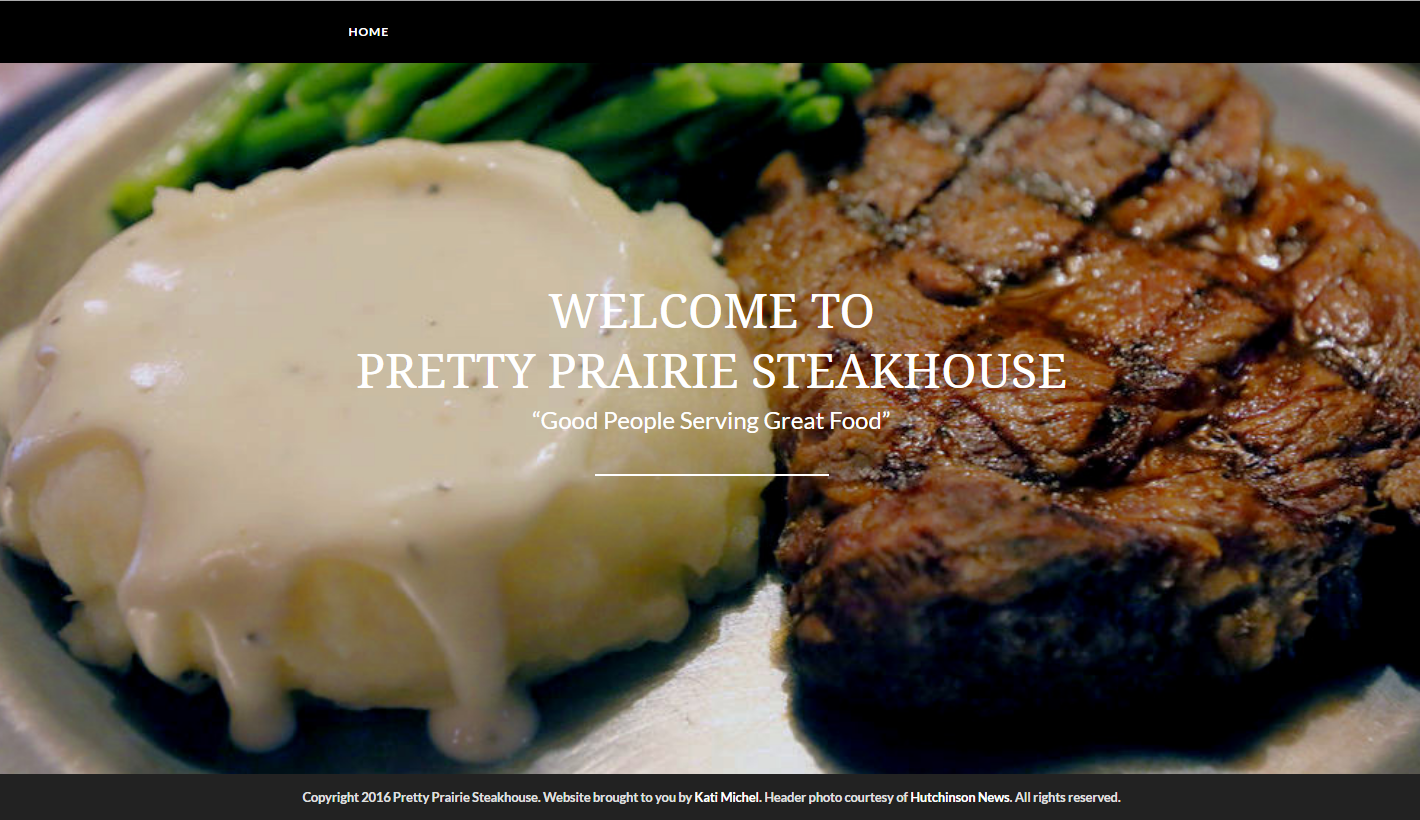 HOME
WELCOME TO
PRETTY PRAIRIE STEAKHOUSE
“Good People Serving Great Food”
Copyright 2016 Pretty Prairie Steakhouse. Website brought to you by Kati Michel. Header photo courtesy of Hutchinson News. All rights reserved.